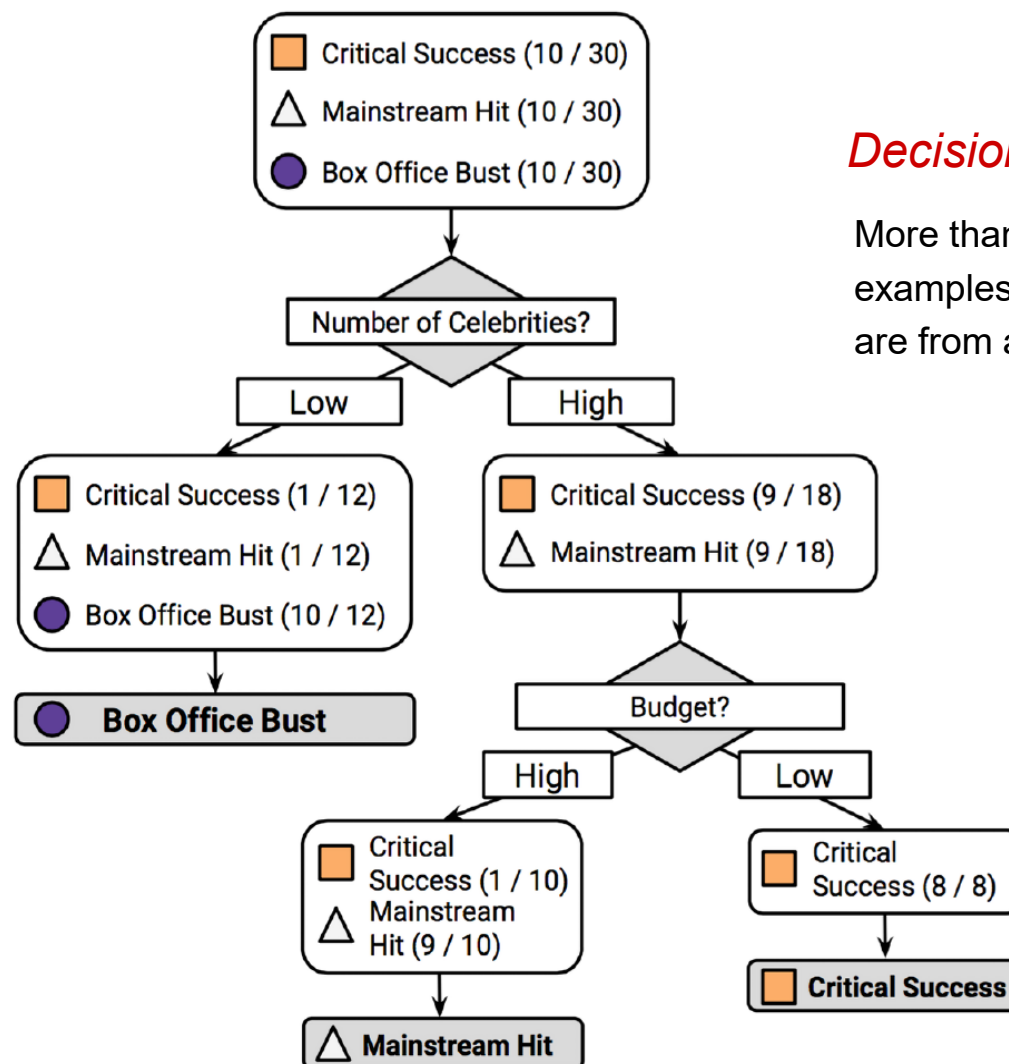 Critical Success (10 / 30)
Mainstream Hit (10 / 30)
Box Office Bust (10 / 30)
Number of Celebrities?
Low
High
Critical Success (1 / 12)
Mainstream Hit (1 / 12)
Box Office Bust (10 / 12)
Box Office Bust
Critical Success (9 / 18)
Mainstream Hit (9 / 18)
Budget?
High
Low
Critical
Success (1 / 10)
Mainstream
Hit (9 / 10)
Mainstream Hit
Critical
Success (8 / 8)
Critical Success
More
examples
are from